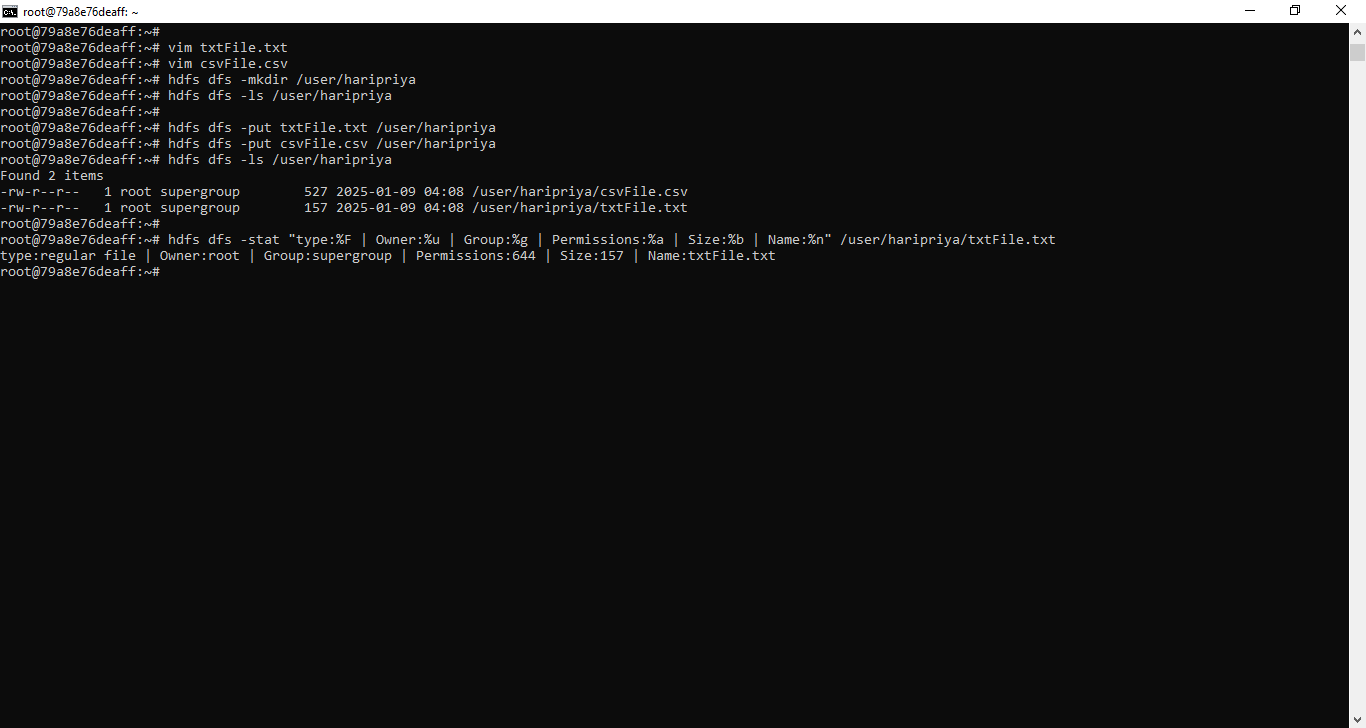 root@79a8e76deaff: ~
root@79a8e76deaff:~#
root@79a8e76deaff:~# vim txtFile.txt
root@79a8e76deaff:~# vim csvFile.csv
root@79a8e76deaff:~# hdfs dfs -mkdir /user/haripriya
root@79a8e76deaff:~# hdfs dfs -ls /user/haripriya
root@79a8e76deaff:~#
root@79a8e76deaff:~# hdfs dfs -put txtFile.txt /user/haripriya
root@79a8e76deaff:~# hdfs dfs -put csvFile.csv /user/haripriya
root@79a8e76deaff:~# hdfs dfs -ls /user/haripriya
Found 2 items
-rw-r--r--   1 root supergroup        527 2025-01-09 04:08 /user/haripriya/csvFile.csv
-rw-r--r--   1 root supergroup        157 2025-01-09 04:08 /user/haripriya/txtFile.txt
root@79a8e76deaff:~#
root@79a8e76deaff:~# hdfs dfs -stat "type:%F | Owner:%u | Group:%g | Permissions:%a | Size:%b | Name:%n" /user/haripriya/txtFile.txt
type:regular file | Owner:root | Group:supergroup | Permissions:644 | Size:157 | Name:txtFile.txt
root@79a8e76deaff:~#